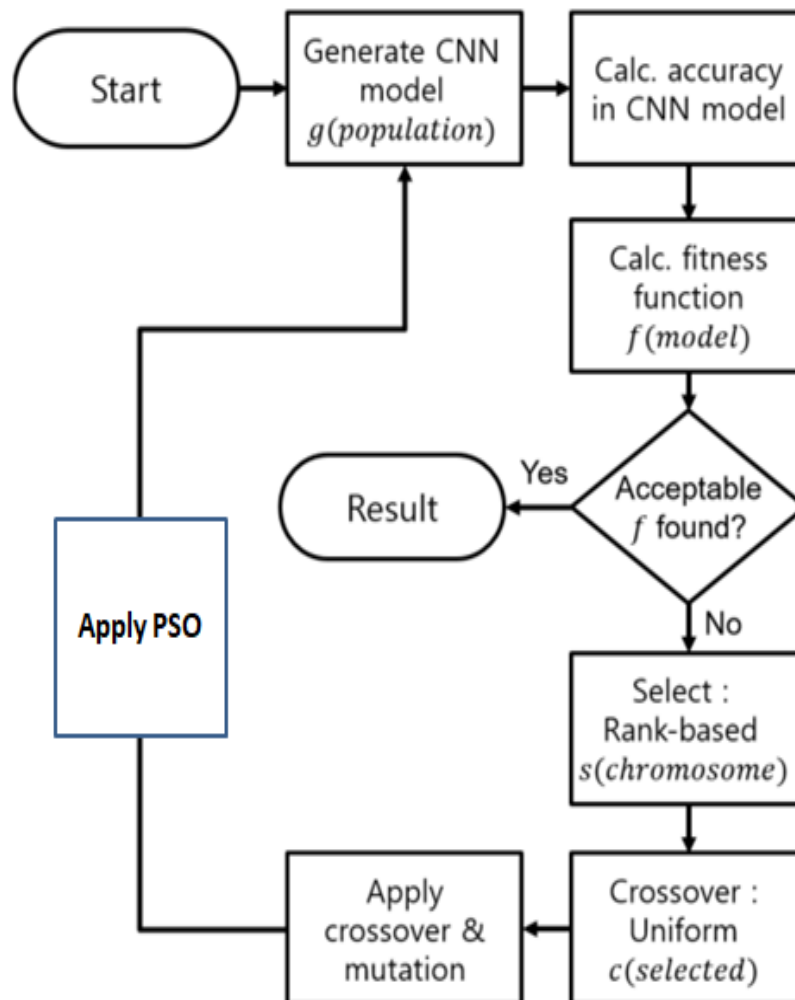 Start
Generate CNN
model
g(population)
Calc. accuracy
in CNN model
Calc. fitness
function
f(model)
Acceptable
f found?
Yes
Result
No
Select :
Rank-based
s(chromosome)
Crossover :
Uniform
c(selected)
Apply
crossover &
mutation
Apply PSO